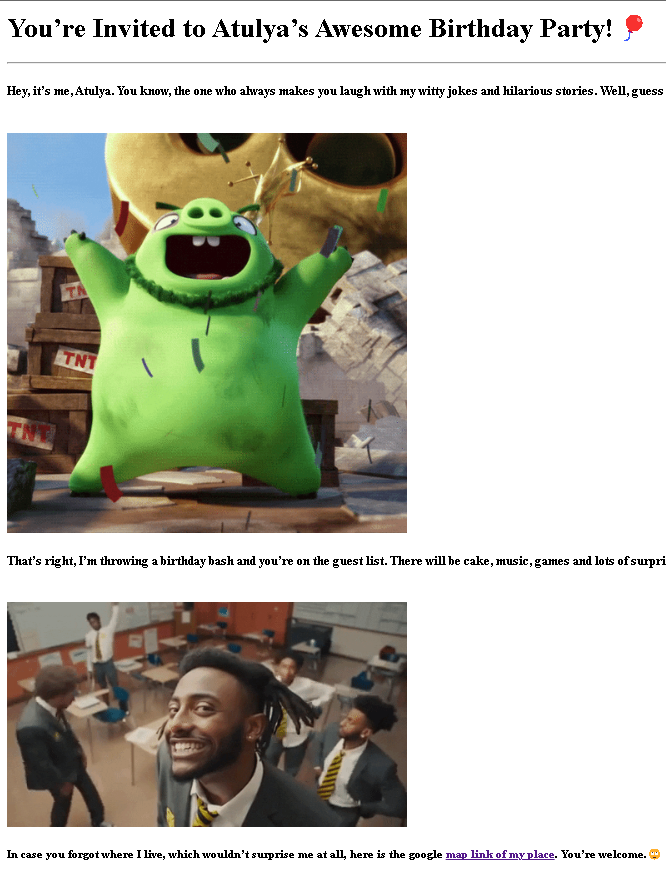 You’re Invited to Atulya’s Awesome Birthday Party! 🎈
Hey, it’s me, Atulya. You know, the one who always makes you laugh with my witty jokes and hilarious stories. Well, guess
TNT
TNT
That’s right, I’m throwing a birthday bash and you’re on the guest list. There will be cake, music, games and lots of surpri
In case you forgot where I live, which wouldn’t surprise me at all, here is the google map link of my place. You’re welcome. 🙄